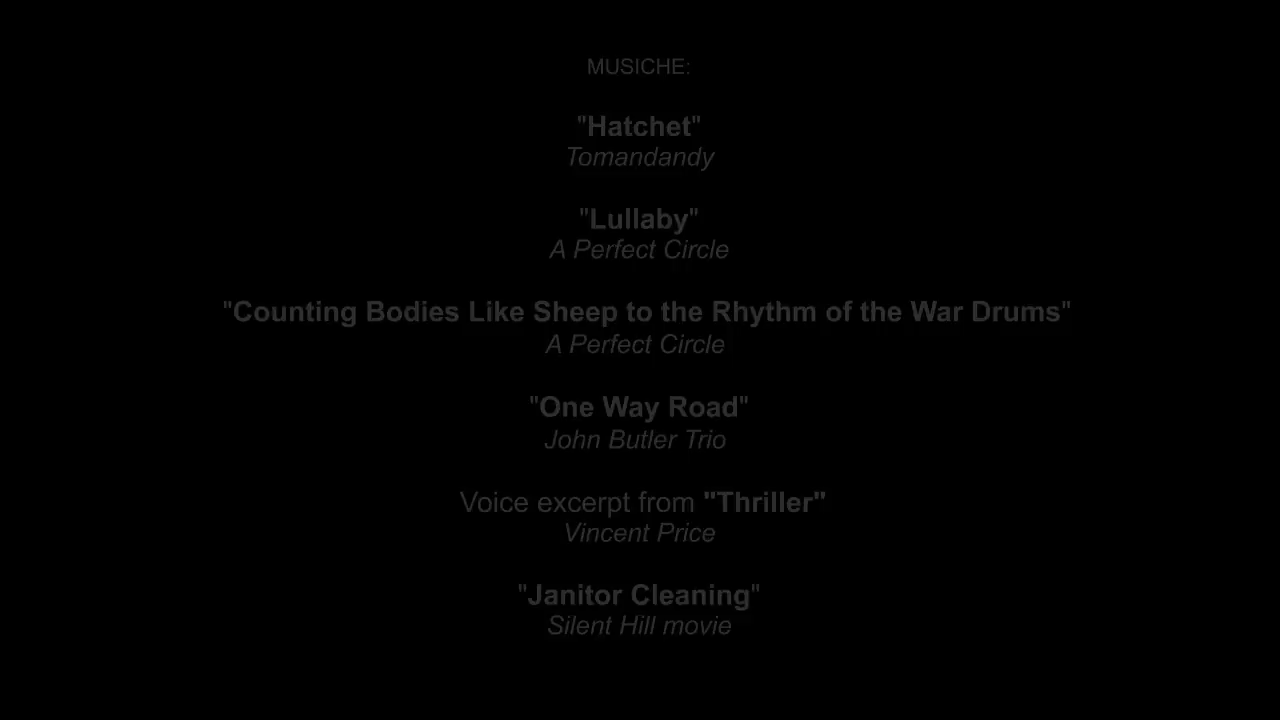 MUSICHE:
"Hatchet"
Tomandandy
"Lullaby"
A Perfect Circle
"Counting Bodies Like Sheep to the Rhythm of the War Drums"
A Perfect Circle
"One Way Road"
John Butler Trio
Voice excerpt from "Thriller"
Vincent Price
"Janitor Cleaning"
Silent Hill movie